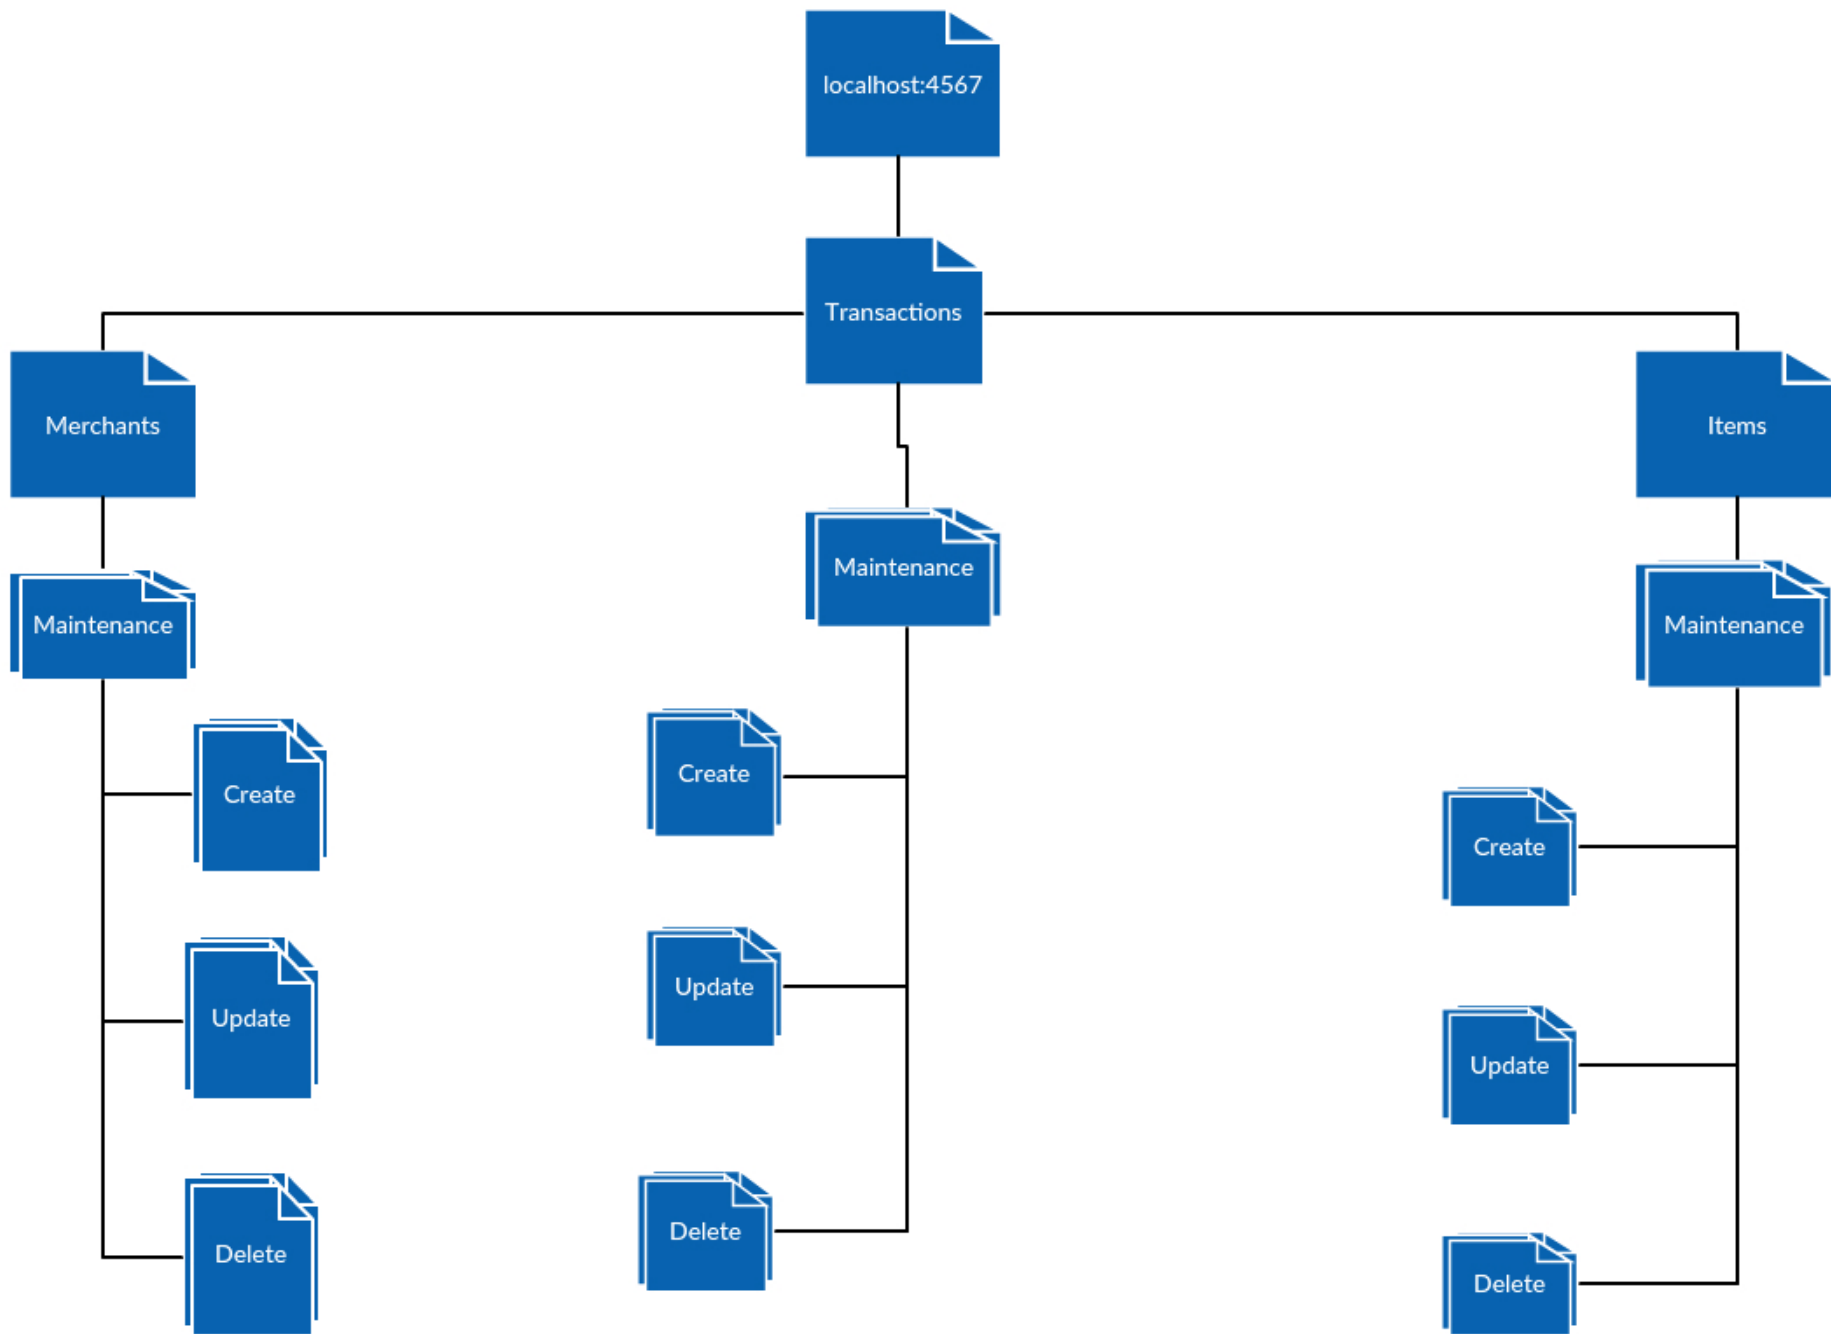 localhost:4567
Transactions
Merchants
Items
Maintenance
Maintenance
Maintenance
Create
Create
Create
Update
Update
Update
Delete
Delete
Delete